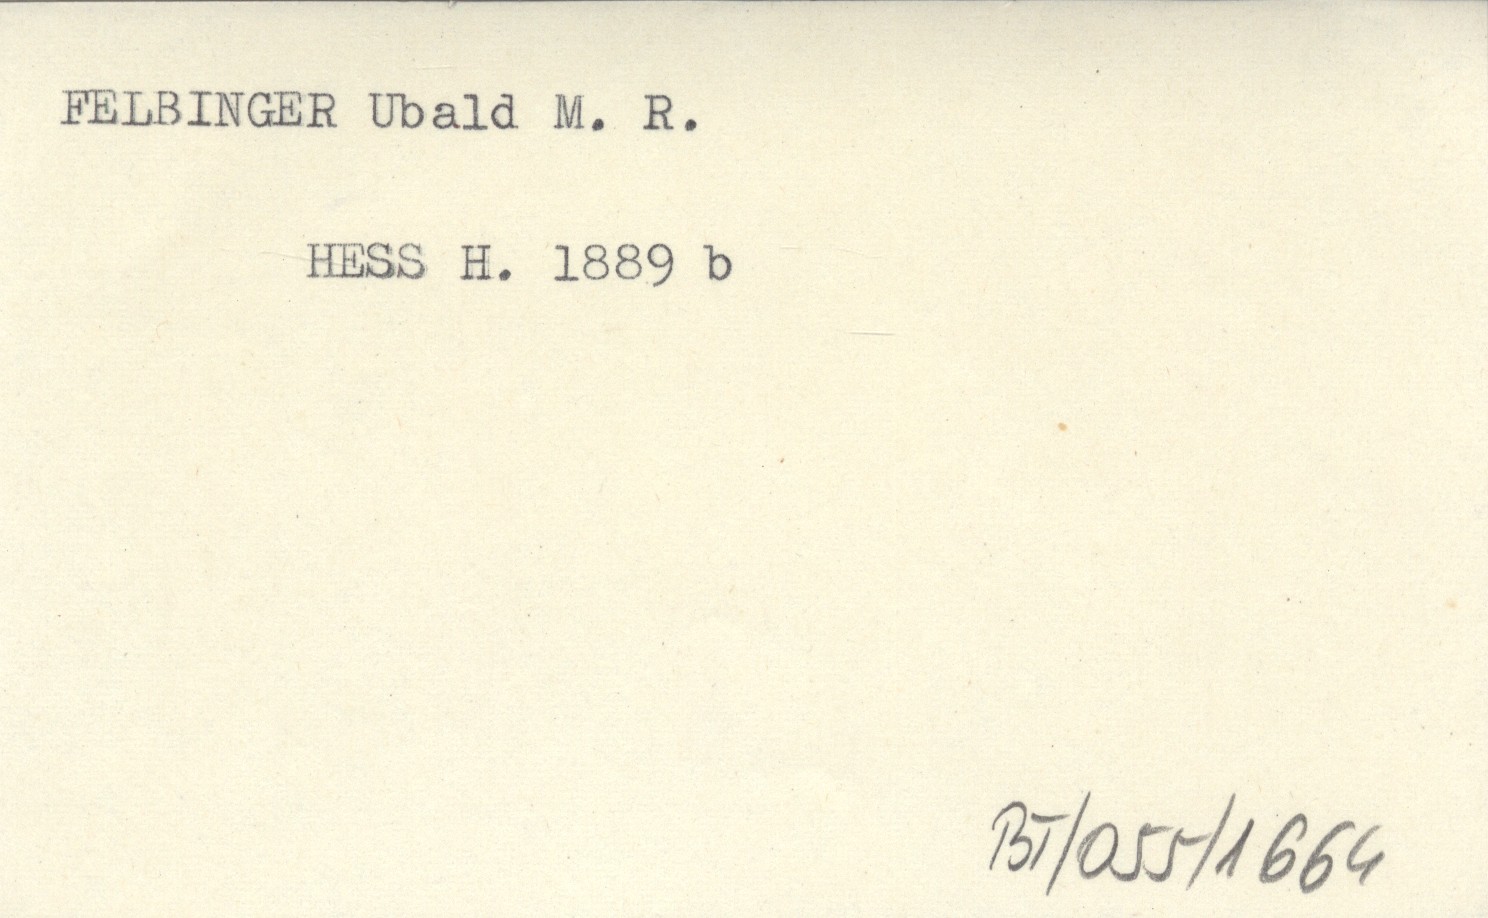 FELBINGER Ubald M. R.
HESS H. 1889 b
BT/055/1664